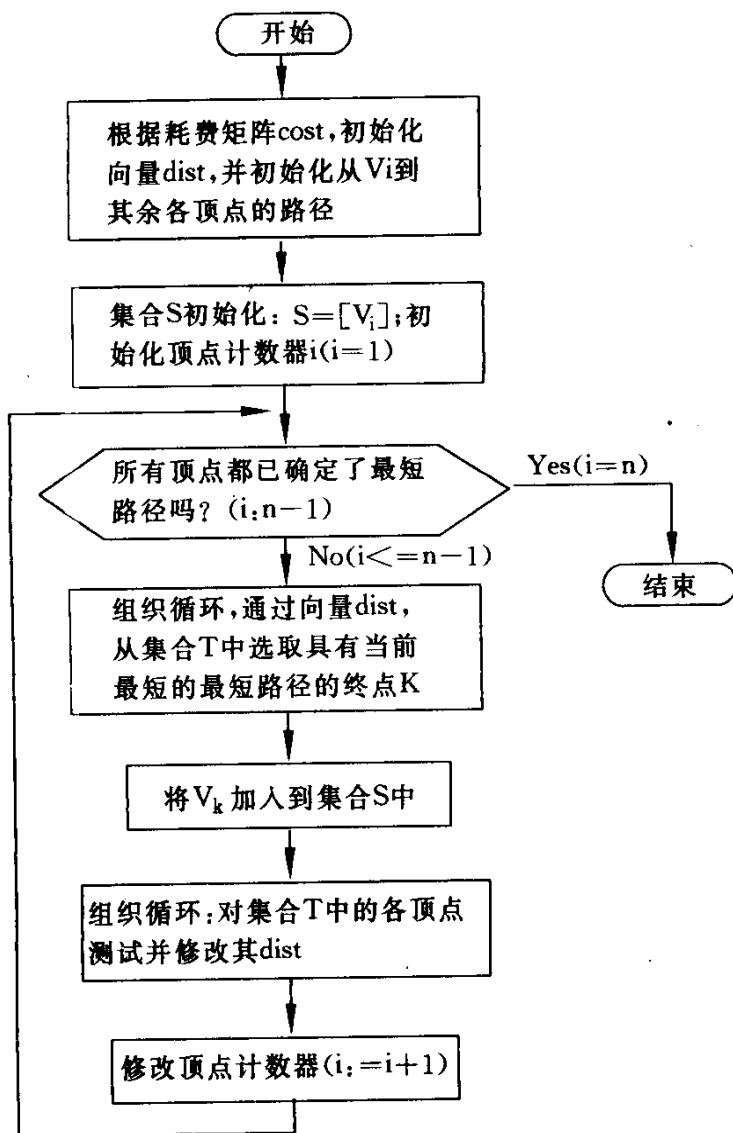 开始
根据耗费矩阵cost,初始化
向量dist,并初始化从Vi到
其余各顶点的路径
集合S初始化: S=[Vi];初
始化顶点计数器i(i=1)
所有顶点都已确定了最短
路径吗? (i:n-1)
Yes(i=n)
No(i<=n-1)
结束
组织循环,通过向量dist,
从集合T中选取具有当前
最短的最短路径的终点K
将Vk加入到集合S中
组织循环:对集合T中的各顶点
测试并修改其dist
修改顶点计数器(i:=i+1)